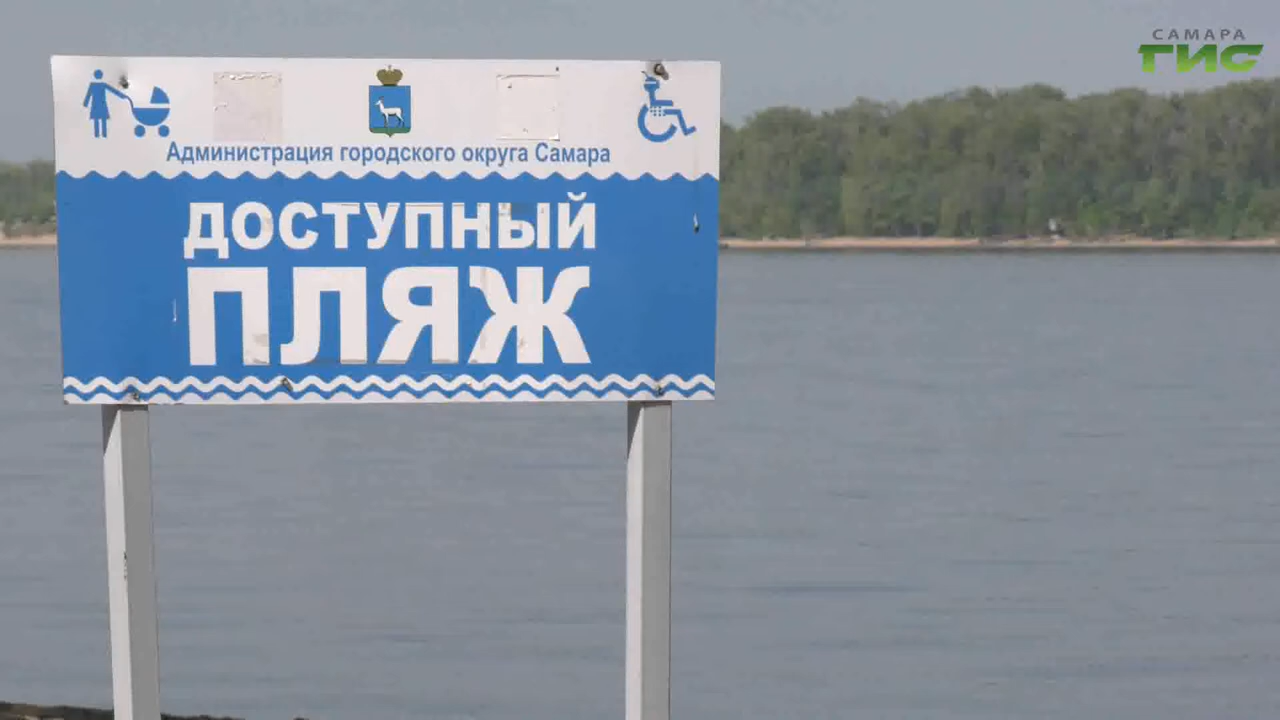 САМАРА
ГИС
Администрация городского округа Самара
ДОСТУПНЫЙ
ПЛЯЖ